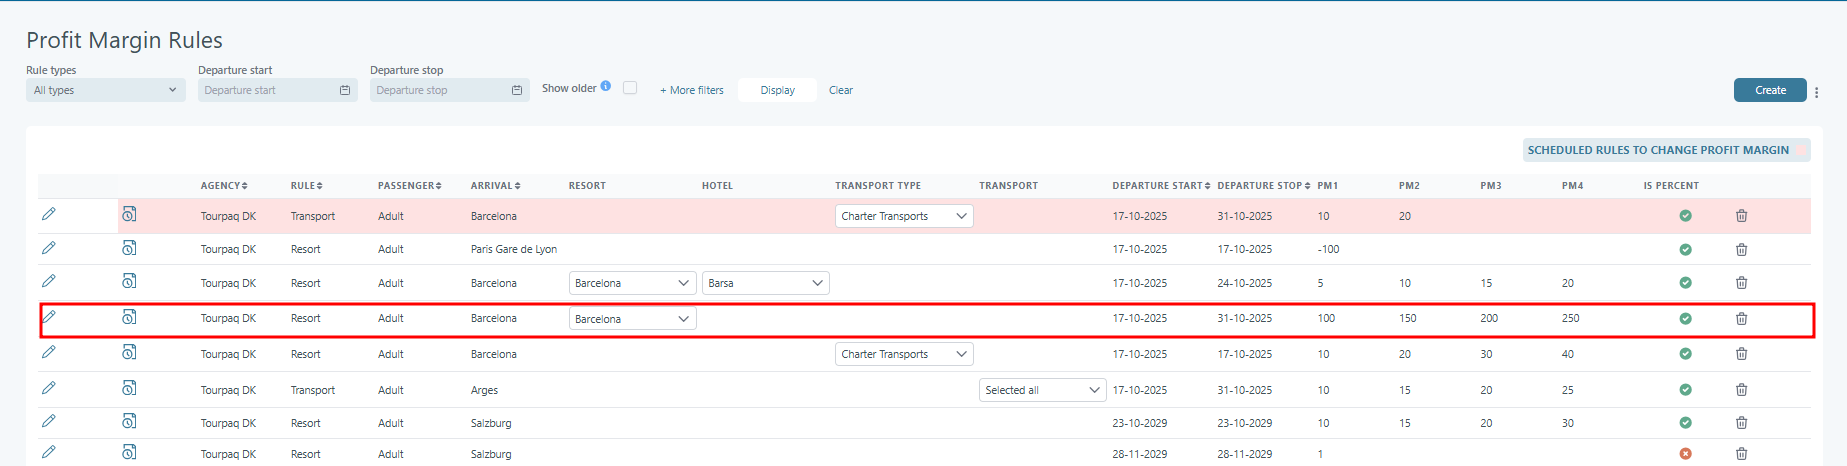 Profit Margin Rules
Rule types Departure start Departure stop
All types Departure start Departure stop Show older + More filters Display Clear Create
SCHEDULED RULES TO CHANGE PROFIT MARGIN
AGENCY RULE PASSENGER ARRIVAL RESORT HOTEL TRANSPORT TYPE TRANSPORT DEPARTURE START DEPARTURE STOP PM1 PM2 PM3 PM4 IS PERCENT
Tourpaq DK Transport Adult Barcelona Charter Transports 17-10-2025 31-10-2025 10 20
Tourpaq DK Resort Adult Paris Gare de Lyon 17-10-2025 17-10-2025 -100
Tourpaq DK Resort Adult Barcelona Barcelona Barsa 17-10-2025 24-10-2025 5 10 15 20
Tourpaq DK Resort Adult Barcelona Barcelona 17-10-2025 31-10-2025 100 150 200 250
Tourpaq DK Resort Adult Barcelona Charter Transports 17-10-2025 17-10-2025 10 20 30 40
Tourpaq DK Transport Adult Arges Selected all 17-10-2025 31-10-2025 10 15 20 25
Tourpaq DK Resort Adult Salzburg 23-10-2029 23-10-2029 10 15 20 30
Tourpaq DK Resort Adult Salzburg 28-11-2029 28-11-2029 1